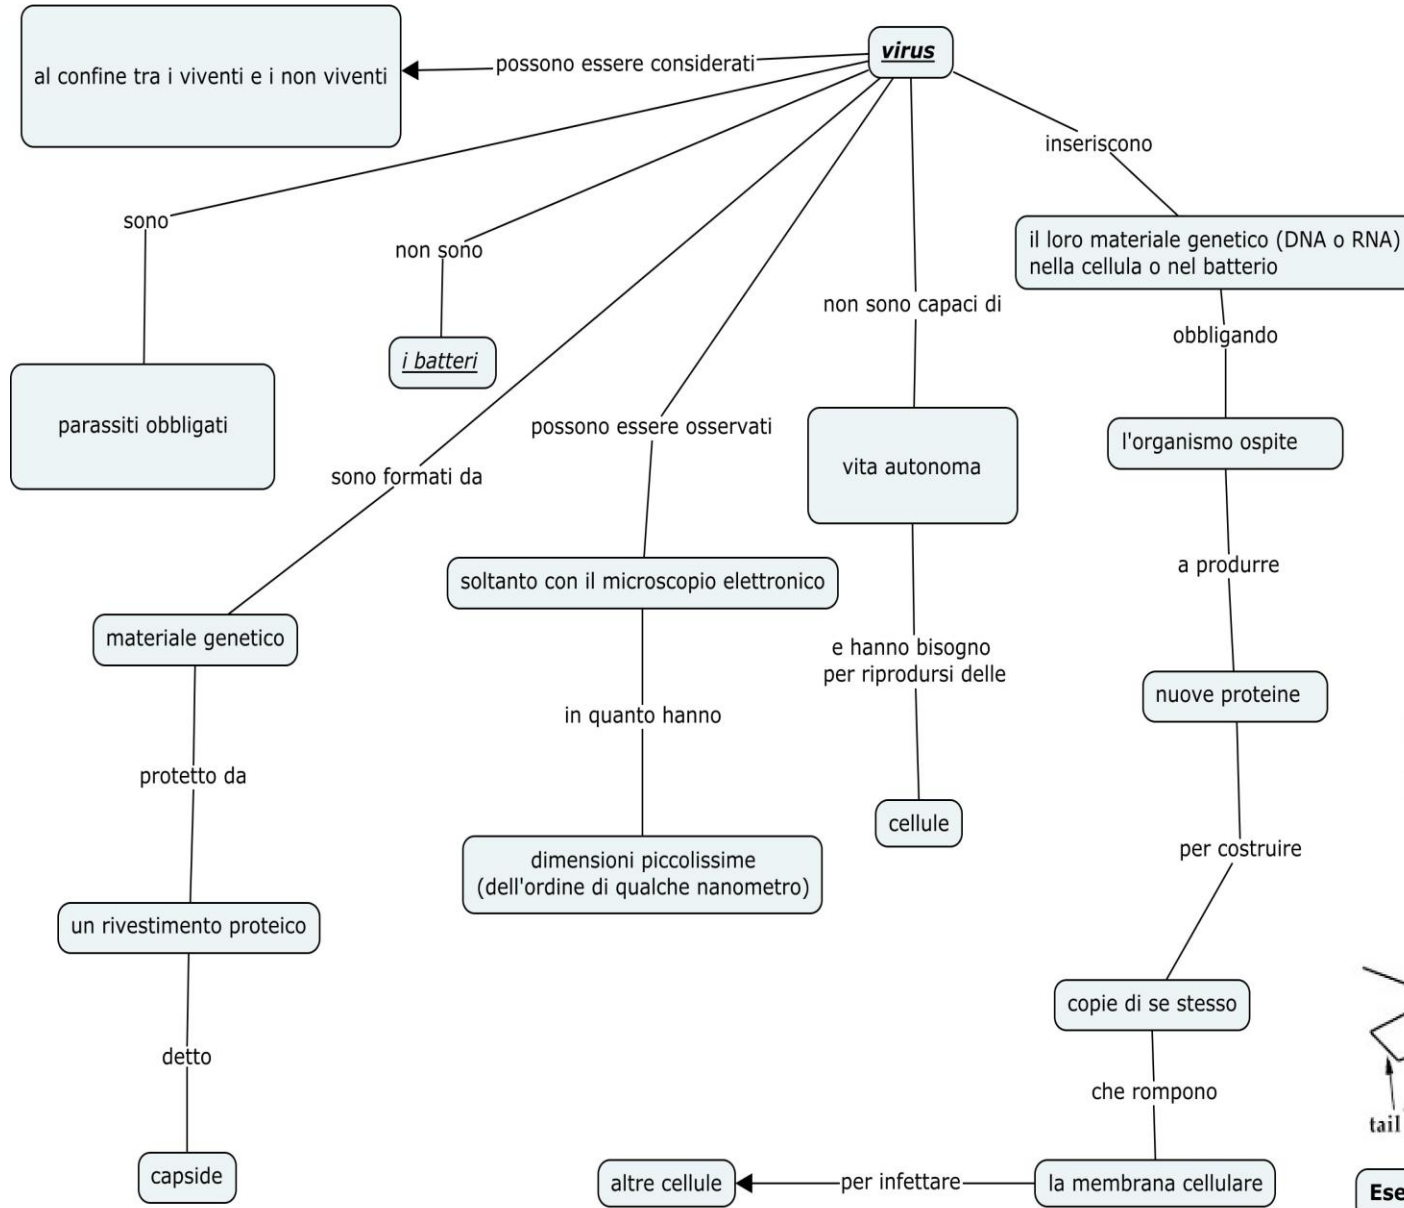 virus
possono essere considerati
al confine tra i viventi e i non viventi
sono
parassiti obbligati
non sono
i batteri
sono formati da
materiale genetico
protetto da
un rivestimento proteico
detto
capside
possono essere osservati
soltanto con il microscopio elettronico
in quanto hanno
dimensioni piccolissime
(dell'ordine di qualche nanometro)
non sono capaci di
vita autonoma
e hanno bisogno
per riprodursi delle
cellule
inseriscono
il loro materiale genetico (DNA o RNA)
nella cellula o nel batterio
obbligando
l'organismo ospite
a produrre
nuove proteine
per costruire
copie di se stesso
che rompono
la membrana cellulare
per infettare
altre cellule
tail